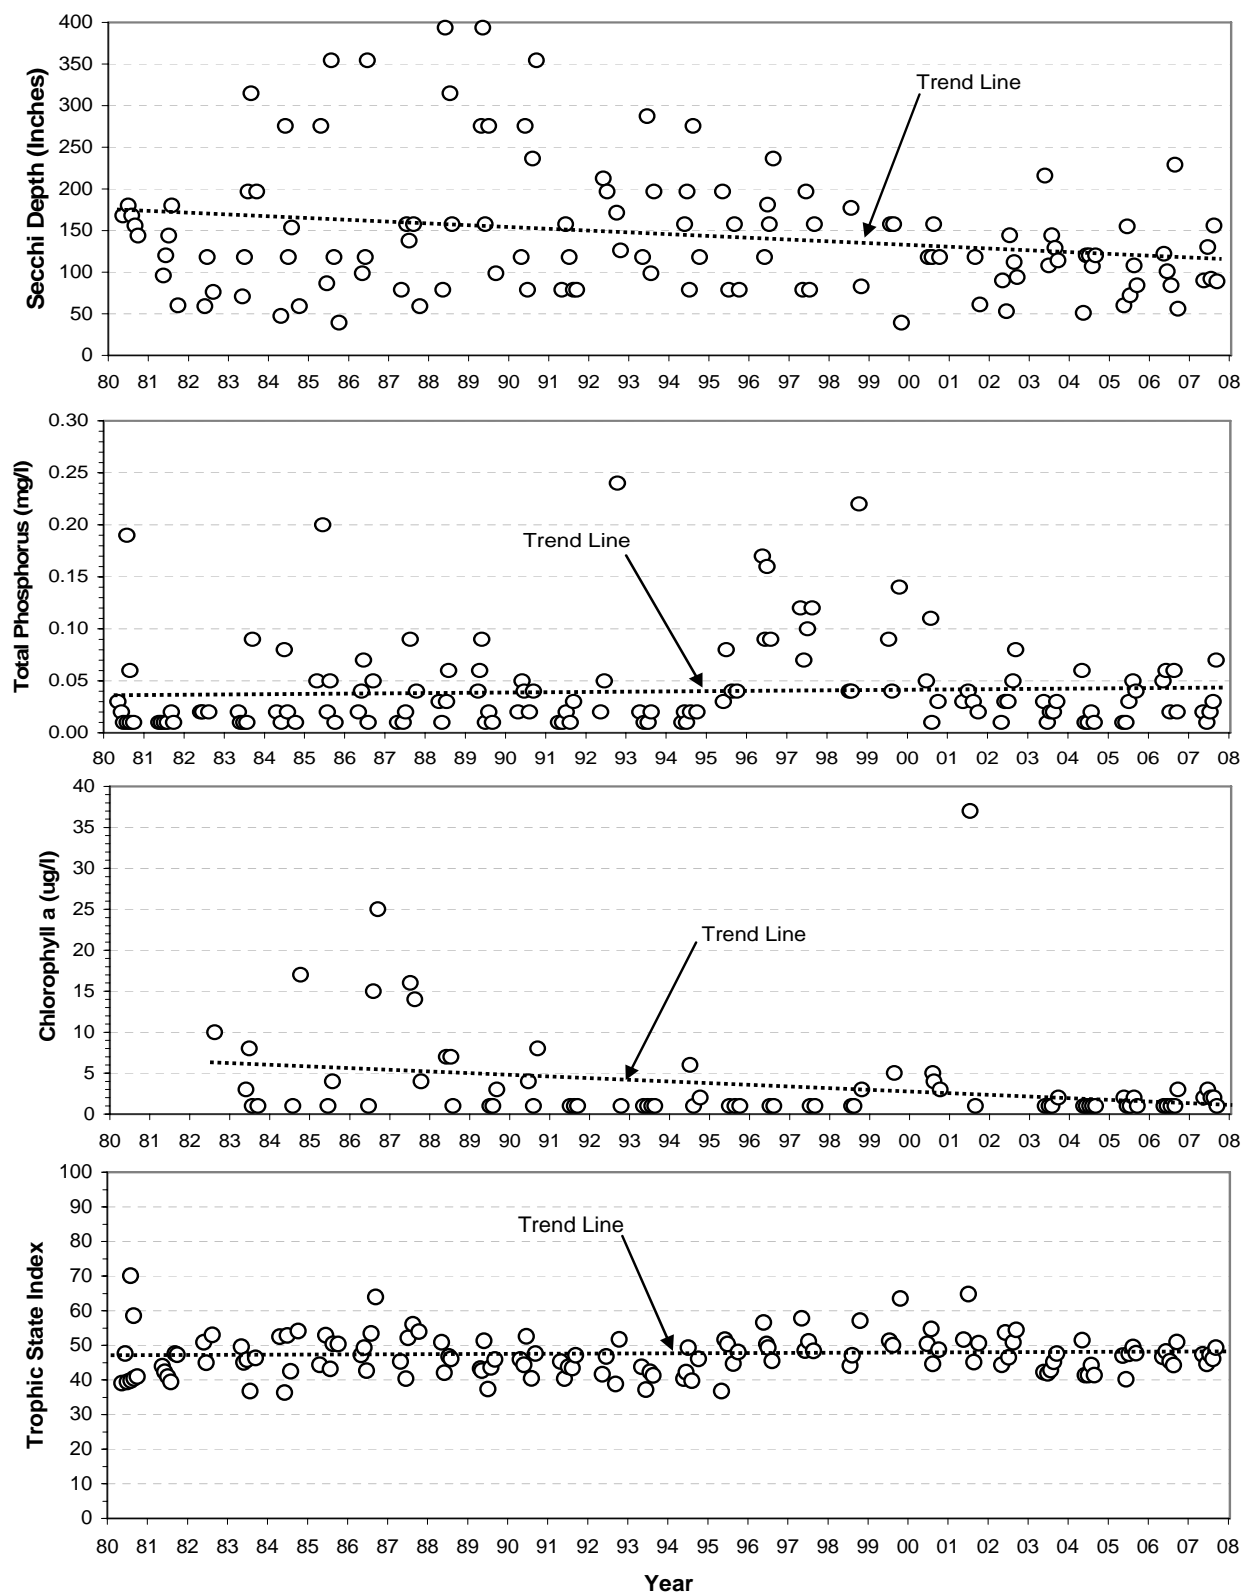 Secchi Depth (Inches)
400
350
300
250
200
150
100
50
0
Trend Line
80 81 82 83 84 85 86 87 88 89 90 91 92 93 94 95 96 97 98 99 00 01 02 03 04 05 06 07 08
Total Phosphorus (mg/l)
0.30
0.25
0.20
0.15
0.10
0.05
0.00
Trend Line
80 81 82 83 84 85 86 87 88 89 90 91 92 93 94 95 96 97 98 99 00 01 02 03 04 05 06 07 08
Chlorophyll a (ug/l)
40
35
30
25
20
15
10
5
0
Trend Line
80 81 82 83 84 85 86 87 88 89 90 91 92 93 94 95 96 97 98 99 00 01 02 03 04 05 06 07 08
Trophic State Index
100
90
80
70
60
50
40
30
20
10
0
Trend Line
80 81 82 83 84 85 86 87 88 89 90 91 92 93 94 95 96 97 98 99 00 01 02 03 04 05 06 07 08
Year